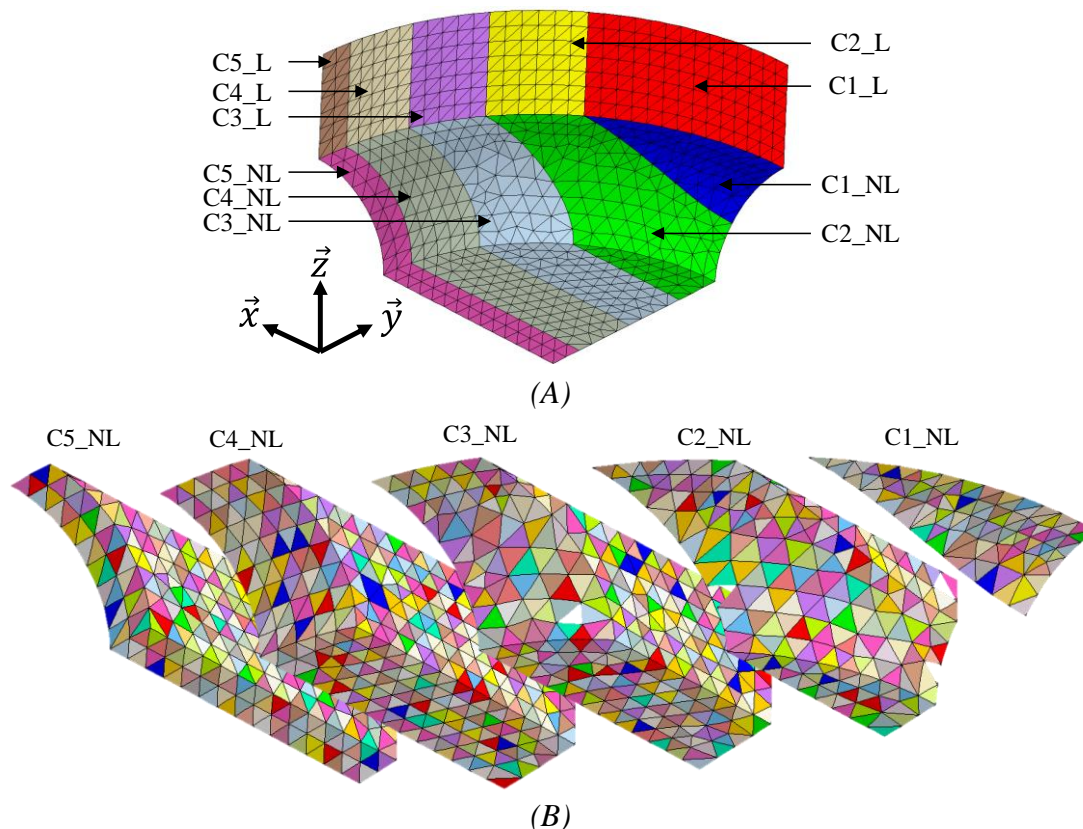 C2_L
C5_L
C1_L
C4_L
C3_L
C5_NL
C1_NL
C4_NL
C3_NL
C2_NL
z⃗
x⃗
y⃗
(A)
C5_NL C4_NL C3_NL C2_NL C1_NL
(B)